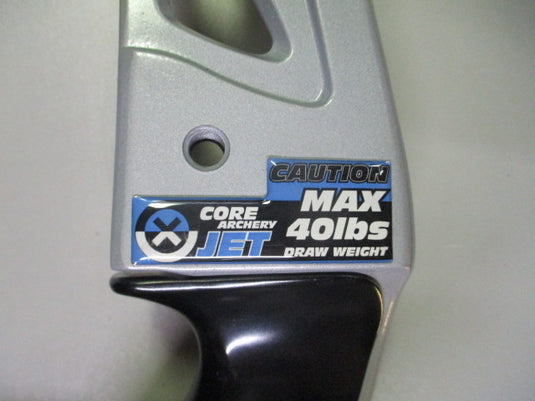 CAUTION
MAX
40lbs
DRAW WEIGHT
CORE
ARCHERY
JET